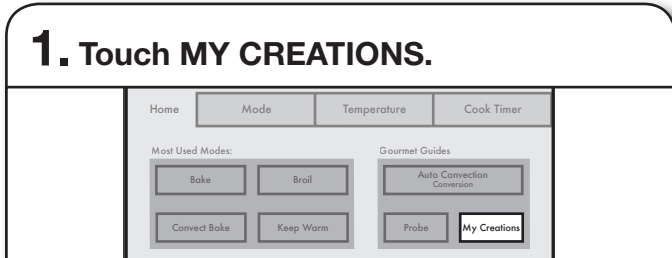 1. Touch MY CREATIONS.
Home Mode Temperature Cook Timer
Most Used Modes: Gourmet Guides
Bake Broil Auto Convection
Conversion
Convect Bake Keep Warm Probe My Creations